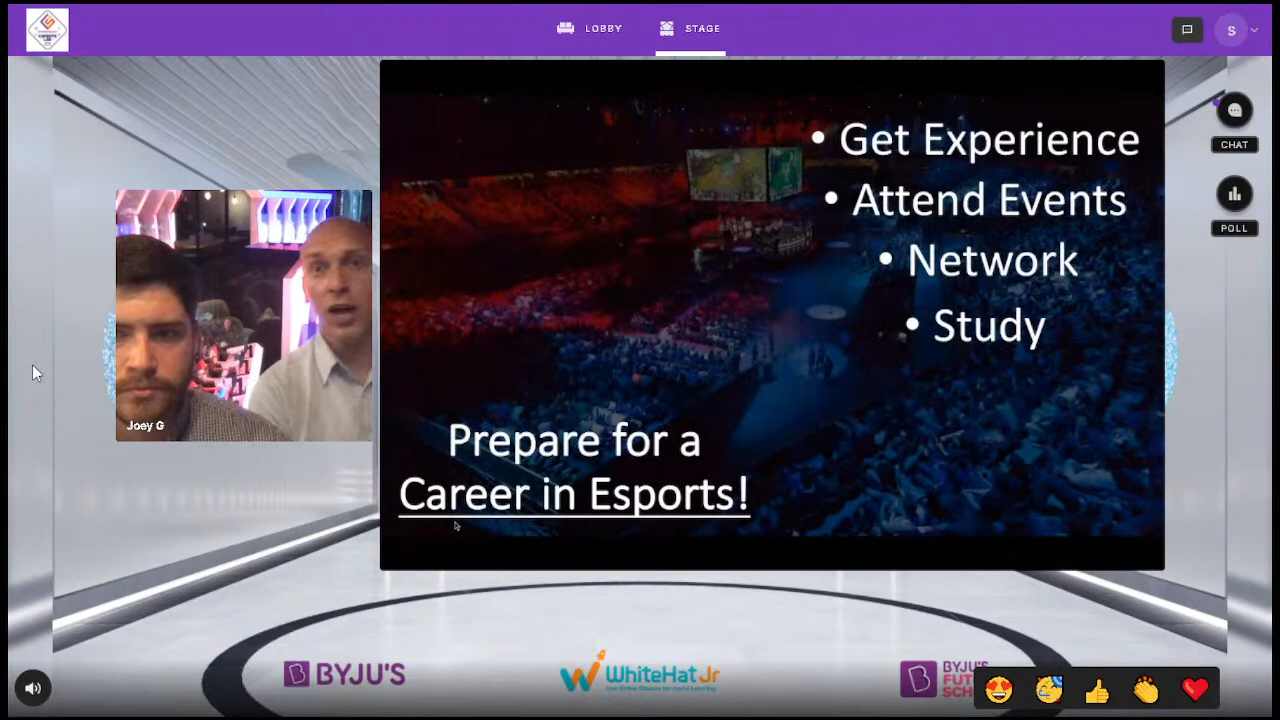 LOBBY
STAGE
S
CHAT
POLL
• Get Experience
• Attend Events
• Network
• Study
Joey G
Prepare for a
Career in Esports!
BYJU'S
WhiteHat Jr
BYJU'S